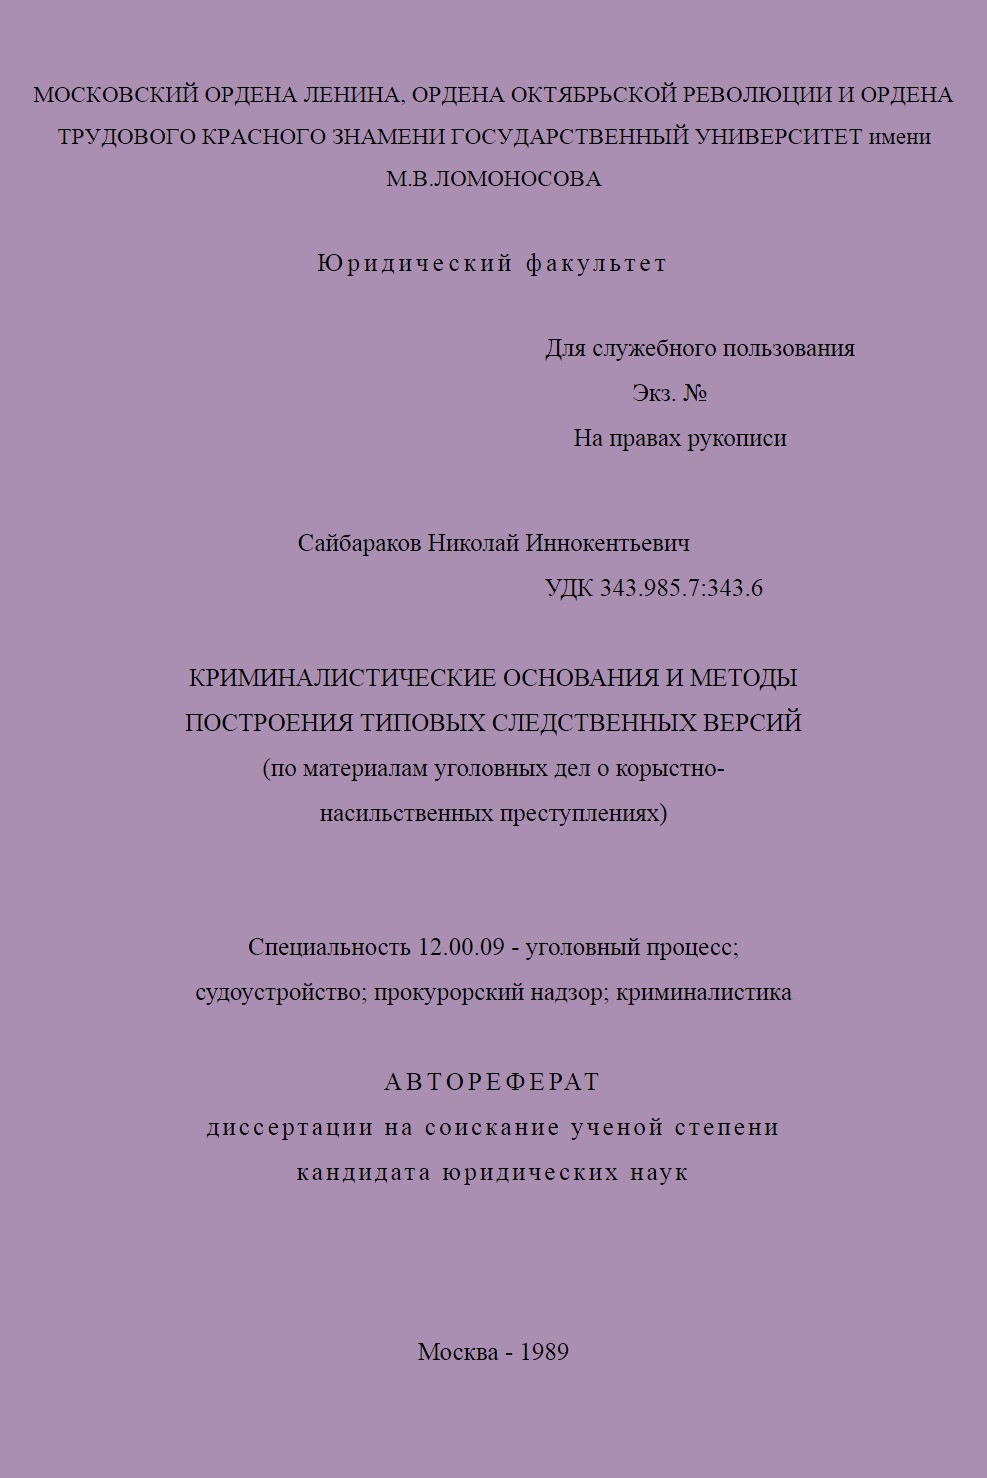 МОСКОВСКИЙ ОРДЕНА ЛЕНИНА, ОРДЕНА ОКТЯБРЬСКОЙ РЕВОЛЮЦИИ И ОРДЕНА
ТРУДОВОГО КРАСНОГО ЗНАМЕНИ ГОСУДАРСТВЕННЫЙ УНИВЕРСИТЕТ имени
М.В.ЛОМОНОСОВА
Юридический факультет
Для служебного пользования
Экз. №
На правах рукописи
Сайбараков Николай Иннокентьевич
УДК 343.985.7:343.6
КРИМИНАЛИСТИЧЕСКИЕ ОСНОВАНИЯ И МЕТОДЫ
ПОСТРОЕНИЯ ТИПОВЫХ СЛЕДСТВЕННЫХ ВЕРСИЙ
(по материалам уголовных дел о корыстно-
насильственных преступлениях)
Специальность 12.00.09 - уголовный процесс;
судоустройство; прокурорский надзор; криминалистика
АВТОРЕФЕРАТ
диссертации на соискание ученой степени
кандидата юридических наук
Москва - 1989